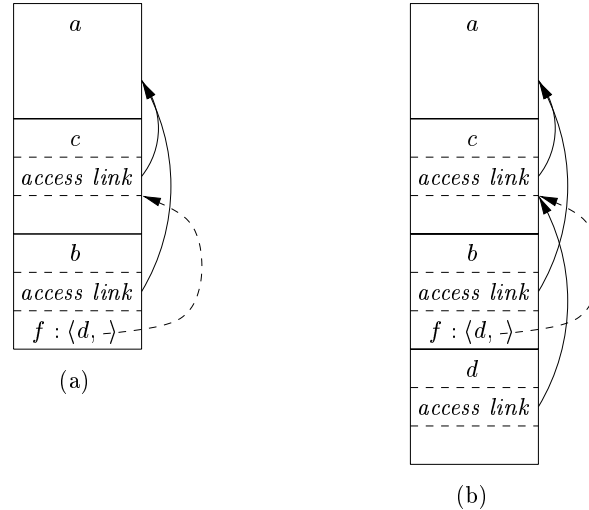 a
c
access link
b
access link
f : ⟨d, ⟩
(a)
a
c
access link
b
access link
f : ⟨d, ⟩
d
access link
(b)